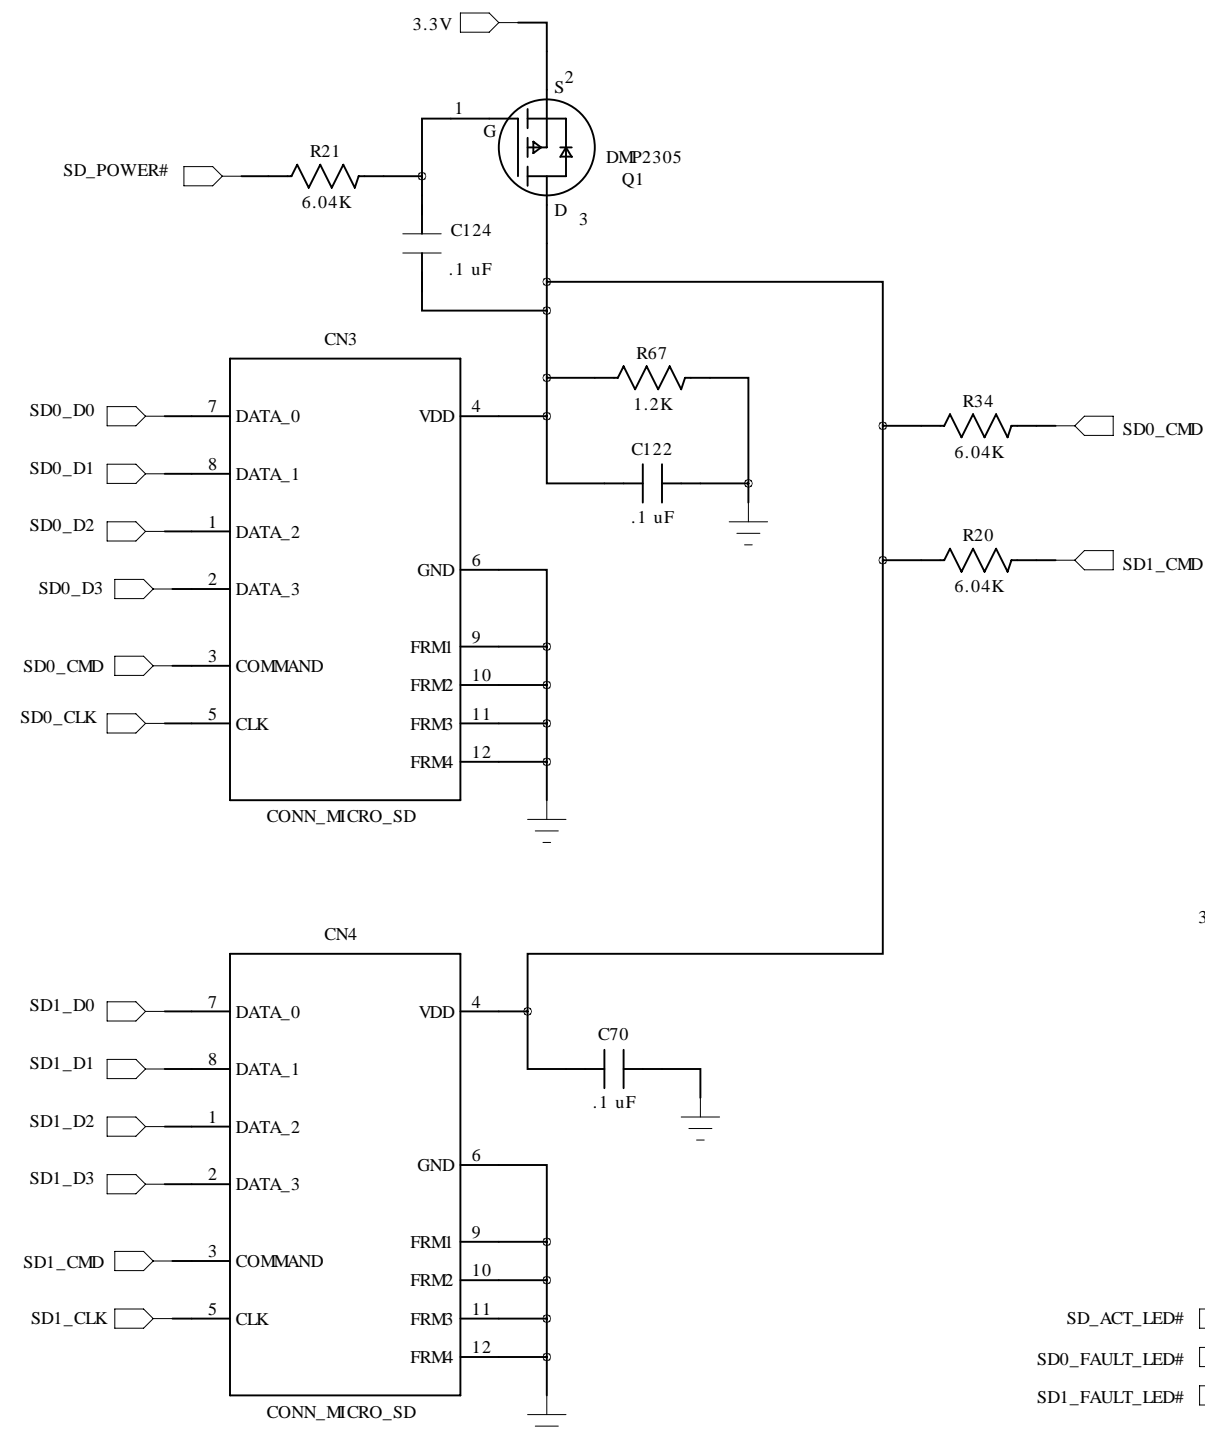 3.3V
S 2
1
G
R21
SD_POWER#
DMP2305
Q1
6.04K
D 3
C124
.1 uF
CN3
R67
SD0_D0 7 DATA_0 VDD 4
1.2K
R34
SD0_CMD
6.04K
SD0_D1 8 DATA_1
C122
.1 uF
SD0_D2 1 DATA_2
R20
GND 6
SD1_CMD
6.04K
SD0_D3 2 DATA_3
FRM1 9
SD0_CMD 3 COMMAND
FRM2 10
SD0_CLK 5 CLK FRM3 11
FRM4 12
CONN_MICRO_SD
3
CN4
SD1_D0 7 DATA_0 VDD 4
C70
SD1_D1 8 DATA_1
.1 uF
SD1_D2 1 DATA_2
GND 6
SD1_D3 2 DATA_3
FRM1 9
SD1_CMD 3 COMMAND
FRM2 10
SD1_CLK 5 CLK FRM3 11
SD_ACT_LED#
FRM4 12
SD0_FAULT_LED#
SD1_FAULT_LED#
CONN_MICRO_SD